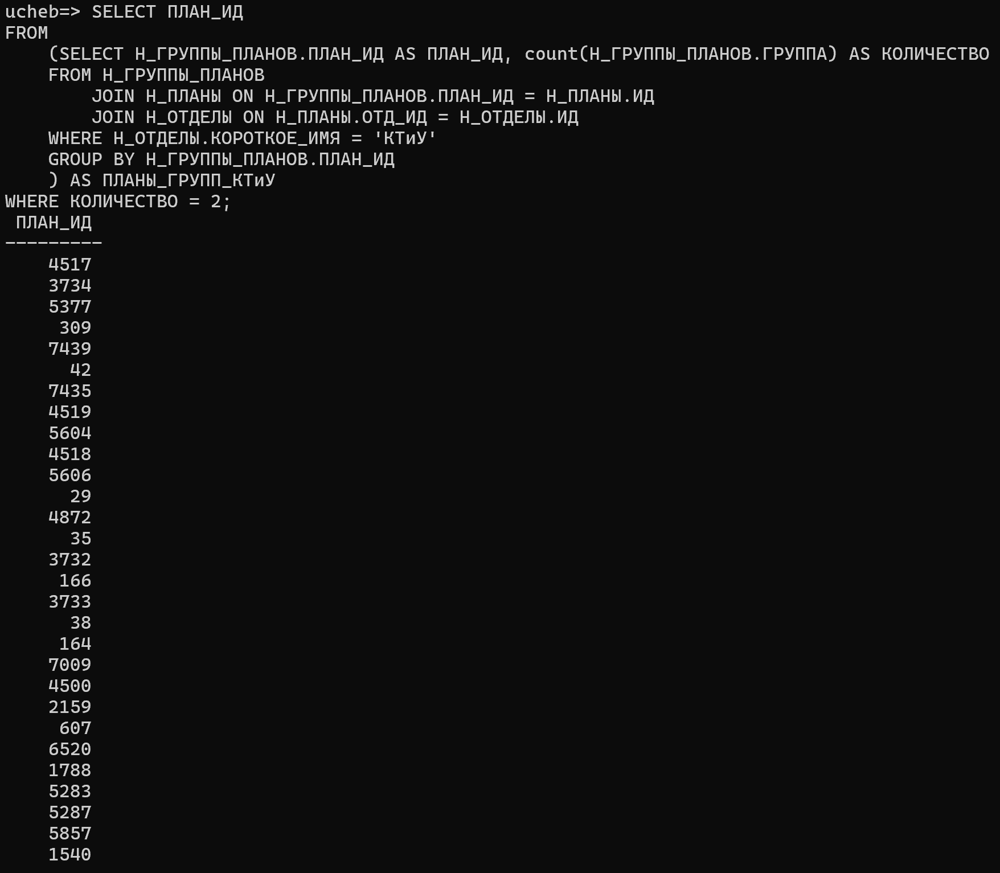 ucheb=> SELECT ПЛАН_ИД
FROM
    (SELECT Н_ГРУППЫ_ПЛАНОВ.ПЛАН_ИД AS ПЛАН_ИД, count(Н_ГРУППЫ_ПЛАНОВ.ГРУППА) AS КОЛИЧЕСТВО
    FROM Н_ГРУППЫ_ПЛАНОВ
        JOIN Н_ПЛАНЫ ON Н_ГРУППЫ_ПЛАНОВ.ПЛАН_ИД = Н_ПЛАНЫ.ИД
        JOIN Н_ОТДЕЛЫ ON Н_ПЛАНЫ.ОТД_ИД = Н_ОТДЕЛЫ.ИД
    WHERE Н_ОТДЕЛЫ.КОРОТКОЕ_ИМЯ = 'КТиУ'
    GROUP BY Н_ГРУППЫ_ПЛАНОВ.ПЛАН_ИД
    ) AS ПЛАНЫ_ГРУПП_КТиУ
WHERE КОЛИЧЕСТВО = 2;
 ПЛАН_ИД
---------
    4517
    3734
    5377
     309
    7439
      42
    7435
    4519
    5604
    4518
    5606
      29
    4872
      35
    3732
     166
    3733
      38
     164
    7009
    4500
    2159
     607
    6520
    1788
    5283
    5287
    5857
    1540